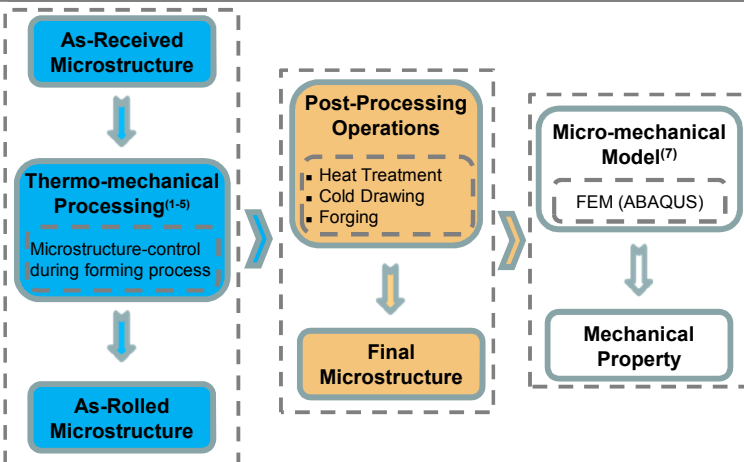 As-Received
Microstructure
Thermo-mechanical
Processing(1-5)
Microstructure-control
during forming process
As-Rolled
Microstructure
Post-Processing
Operations
▪ Heat Treatment
▪ Cold Drawing
▪ Forging
Final
Microstructure
Micro-mechanical
Model(7)
FEM (ABAQUS)
Mechanical
Property